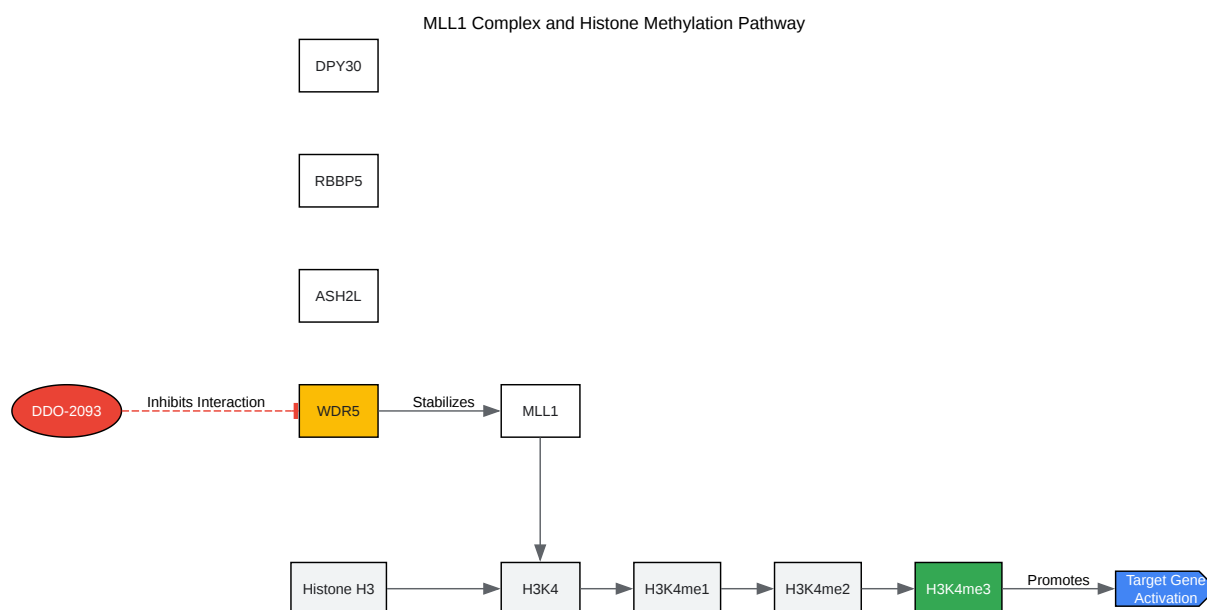 MLL1 Complex and Histone Methylation Pathway
DPY30
RBBP5
ASH2L
DDO-2093
Inhibits Interaction
WDR5
Stabilizes
MLL1
Histone H3
H3K4
H3K4me1
H3K4me2
H3K4me3
Promotes
Target Gene
Activation